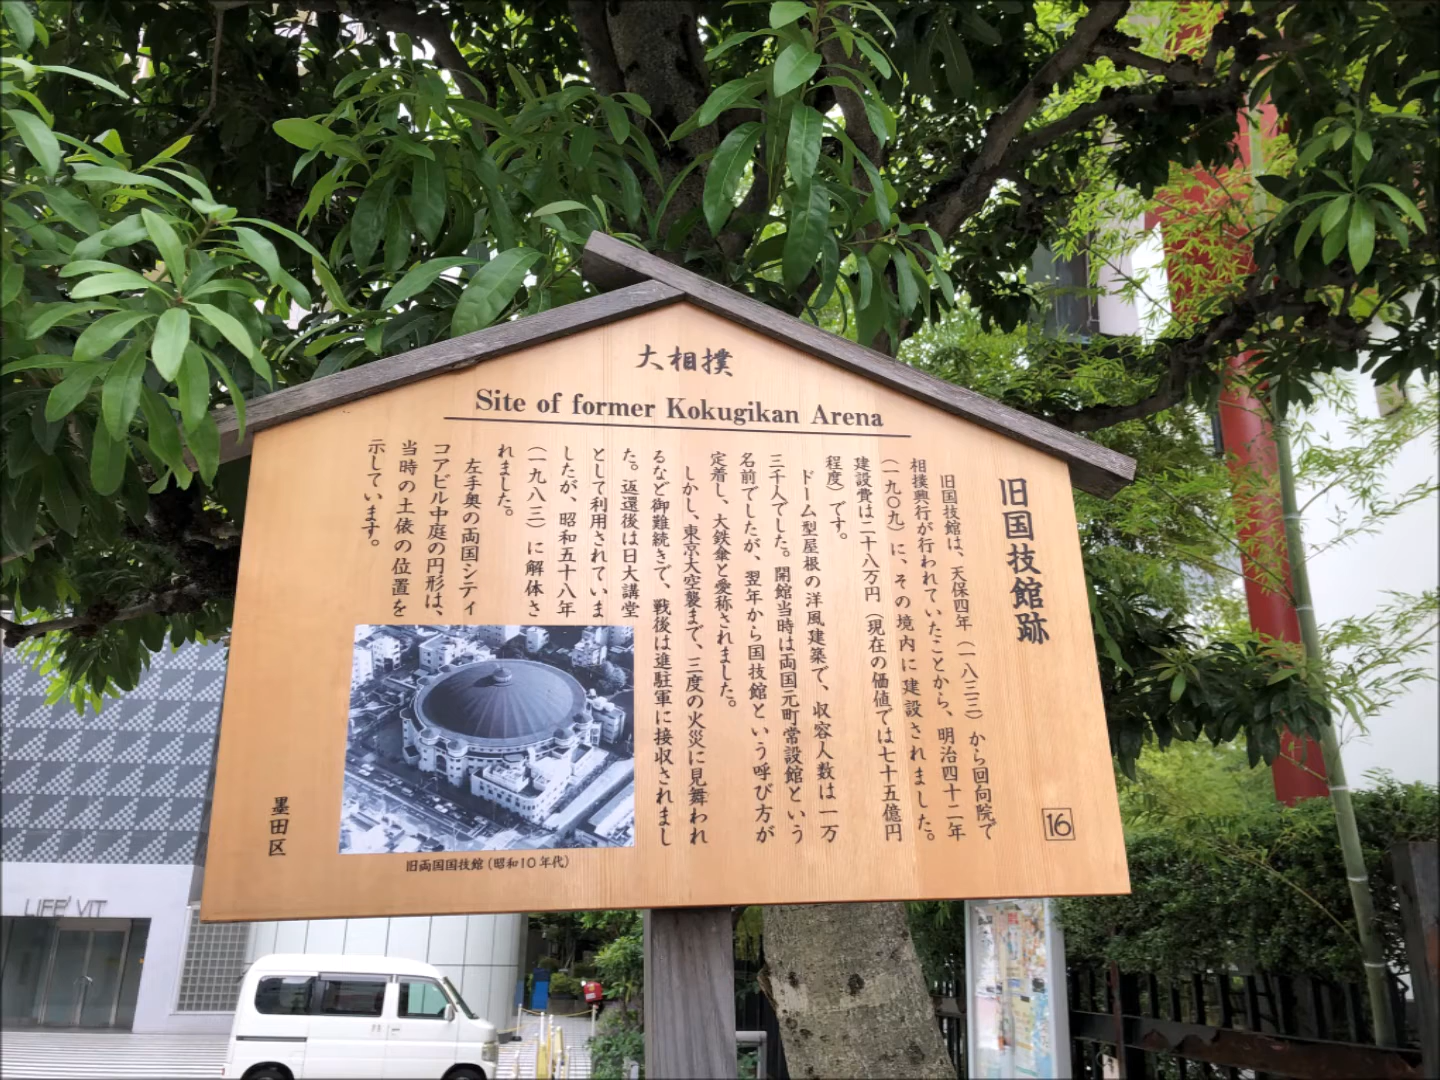 大相撲
Site of former Kokugikan Arena
旧国技館跡
旧国技館は、天保四年（一八三三）から回向院で
相撲興行が行われていたことから、明治四十二年
（一九〇九）に、その境内に建設されました。
建設費は二十八万円（現在の価値では七十五億円
程度）です。
ドーム型屋根の洋風建築で、収容人数は一万
三千人でした。開館当時は両国元町常設館という
名前でしたが、翌年から国技館という呼び方が
定着し、大鉄傘と愛称されました。
しかし、東京大空襲まで、三度の火災に見舞われ
るなど御難続きで、戦後は進駐軍に接収されまし
た。返還後は日大講堂
として利用されていま
したが、昭和五十八年
（一九八三）に解体さ
れました。
左手奥の両国シティ
コアビル中庭の円形は、
当時の土俵の位置を
示しています。
16
旧両国国技館（昭和10年代）
墨田区
LIFE' VIT